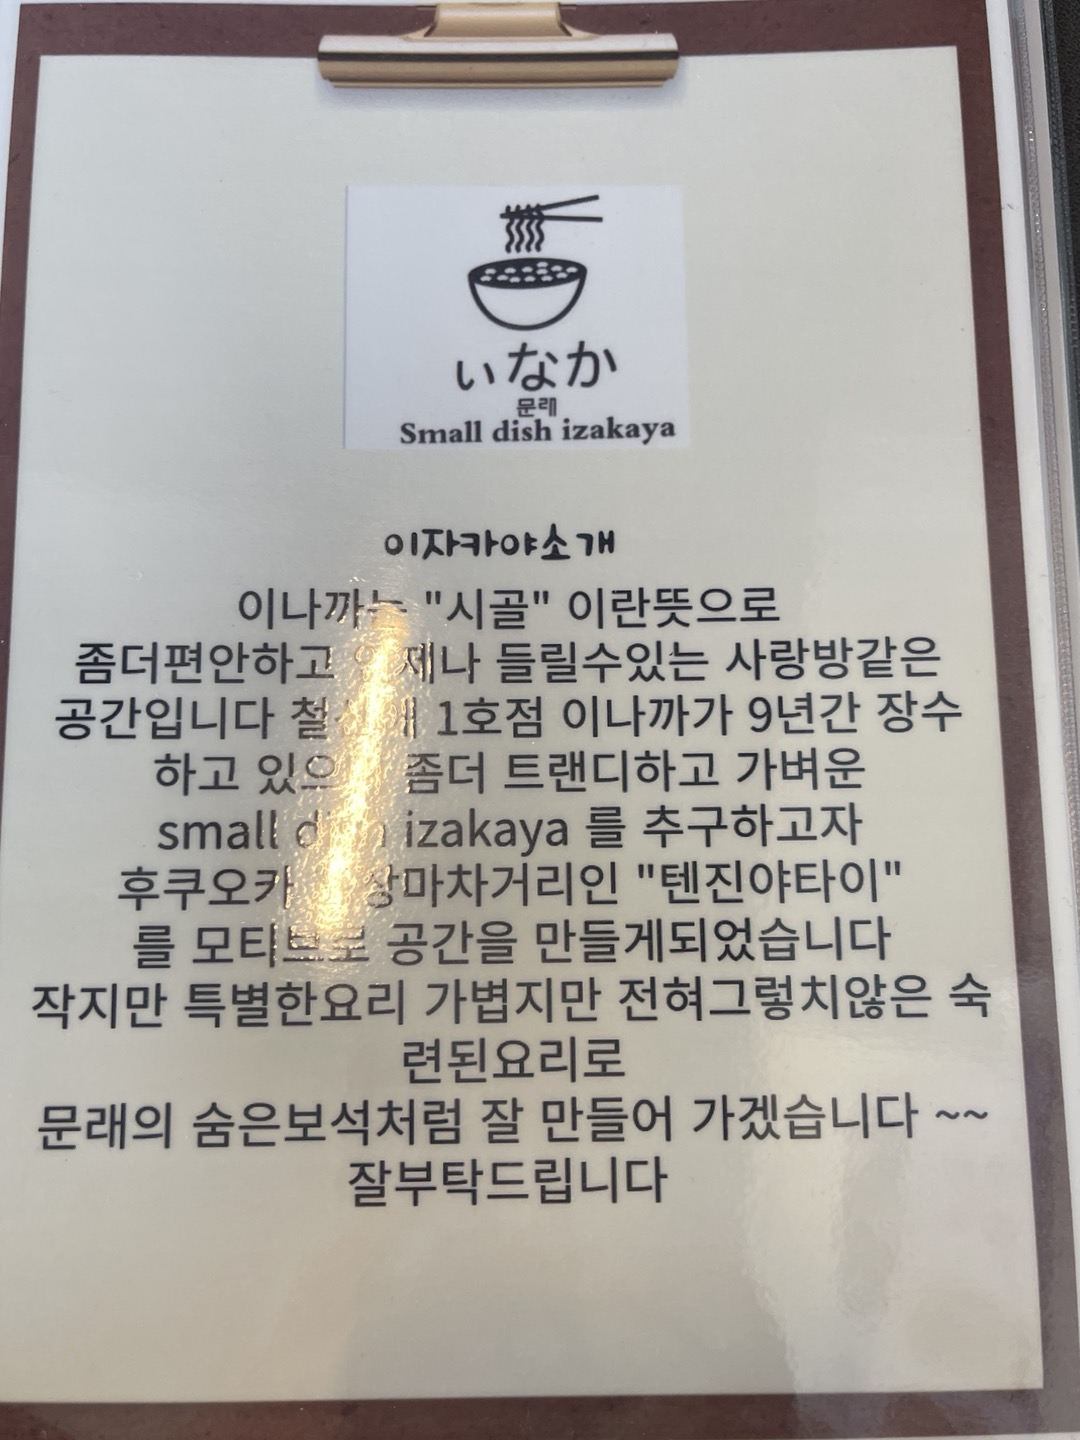 いなか
문래
Small dish izakaya
이자카야소개
이나까는 "시골" 이란뜻으로
좀더편안하고 들릴수있는 사랑방같은
공간입니다 1호점 이나까가 9년간 장수
하고 좀더 트랜디하고 가벼운
small dish izakaya 를 추구하고자
후쿠오카 "텐진야타이"
를 모티브로 공간을 만들게되었습니다
작지만 특별한요리 가볍지만 전혀그렇치않은 숙
련된요리로
문래의 숨은보석처럼 잘 만들어 가겠습니다 ~~
잘부탁드립니다